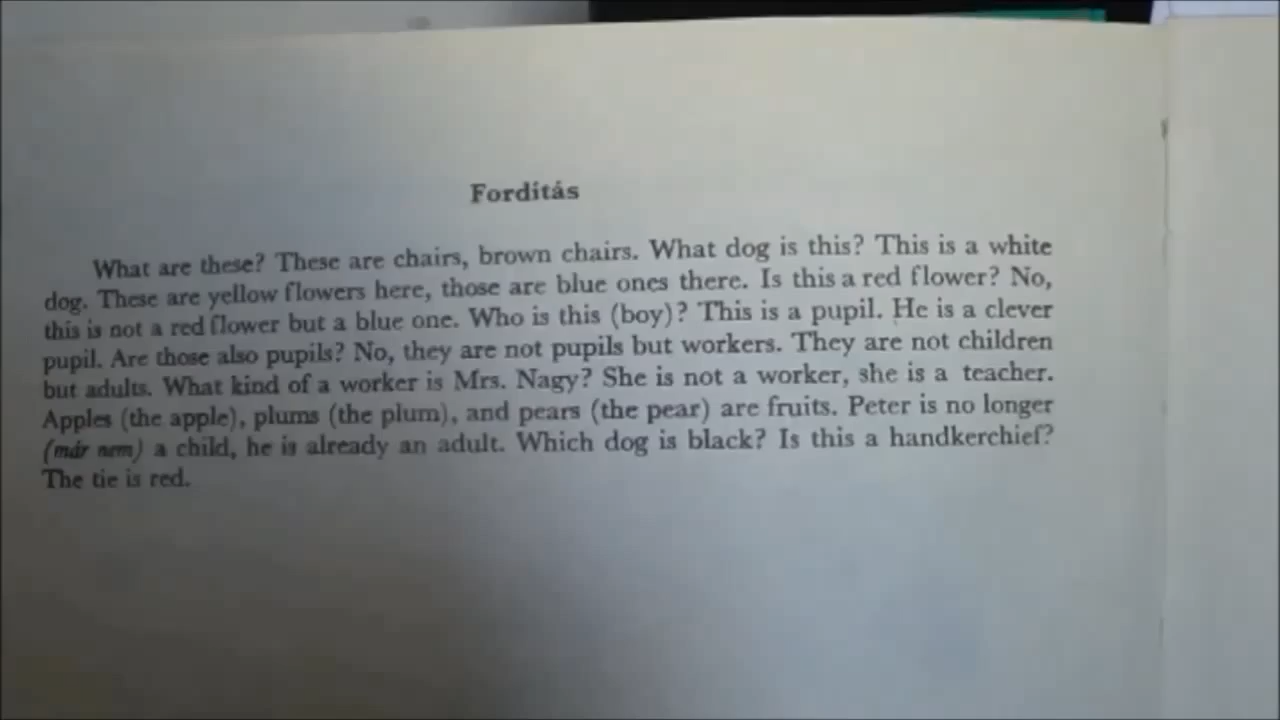 Fordítás
What are these? These are chairs, brown chairs. What dog is this? This is a white
dog. These are yellow flowers here, those are blue ones there. Is this a red flower? No,
this is not a red flower but a blue one. Who is this (boy)? This is a pupil. He is a clever
pupil. Are those also pupils? No, they are not pupils but workers. They are not children
but adults. What kind of a worker is Mrs. Nagy? She is not a worker, she is a teacher.
Apples (the apple), plums (the plum), and pears (the pear) are fruits. Peter is no longer
(már nem) a child, he is already an adult. Which dog is black? Is this a handkerchief?
The tie is red.